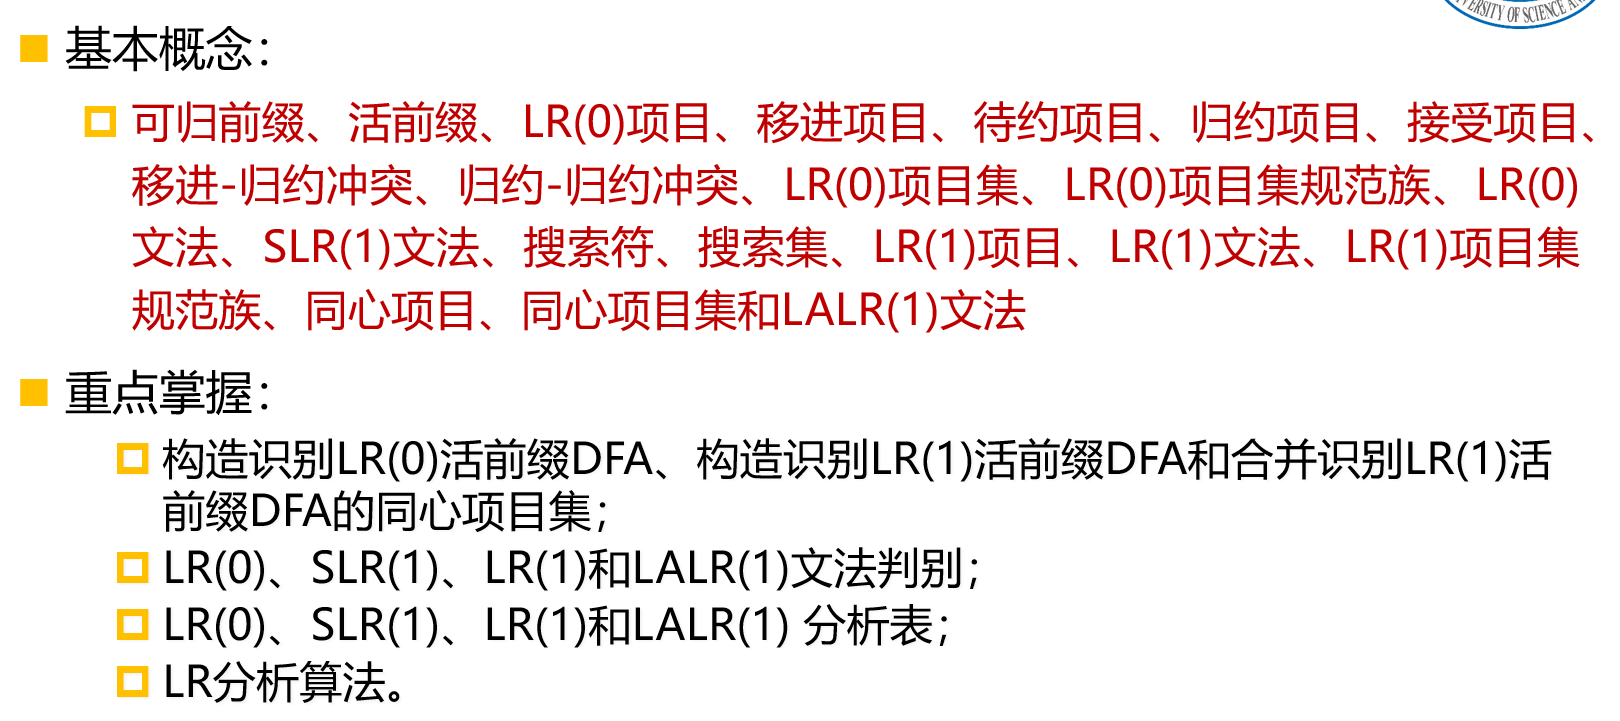 UNIVERSITY OF SCIENCE AN
基本概念：
可归前缀、活前缀、LR(0)项目、移进项目、待约项目、归约项目、接受项目、
移进-归约冲突、归约-归约冲突、LR(0)项目集、LR(0)项目集规范族、LR(0)
文法、SLR(1)文法、搜索符、搜索集、LR(1)项目、LR(1)文法、LR(1)项目集
规范族、同心项目、同心项目集和LALR(1)文法
重点掌握：
构造识别LR(0)活前缀DFA、构造识别LR(1)活前缀DFA和合并识别LR(1)活
前缀DFA的同心项目集；
LR(0)、SLR(1)、LR(1)和LALR(1)文法判别；
LR(0)、SLR(1)、LR(1)和LALR(1) 分析表；
LR分析算法。